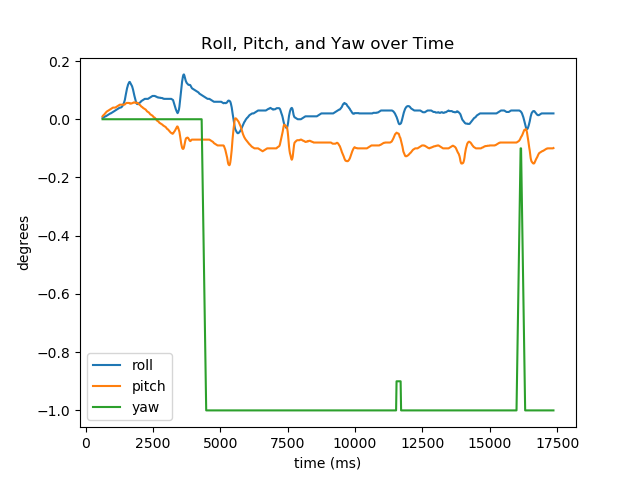 Roll, Pitch, and Yaw over Time
0.2
0.0
−0.2
−0.4
−0.6
−0.8
−1.0
degrees
roll
pitch
yaw
0 2500 5000 7500 10000 12500 15000 17500
time (ms)